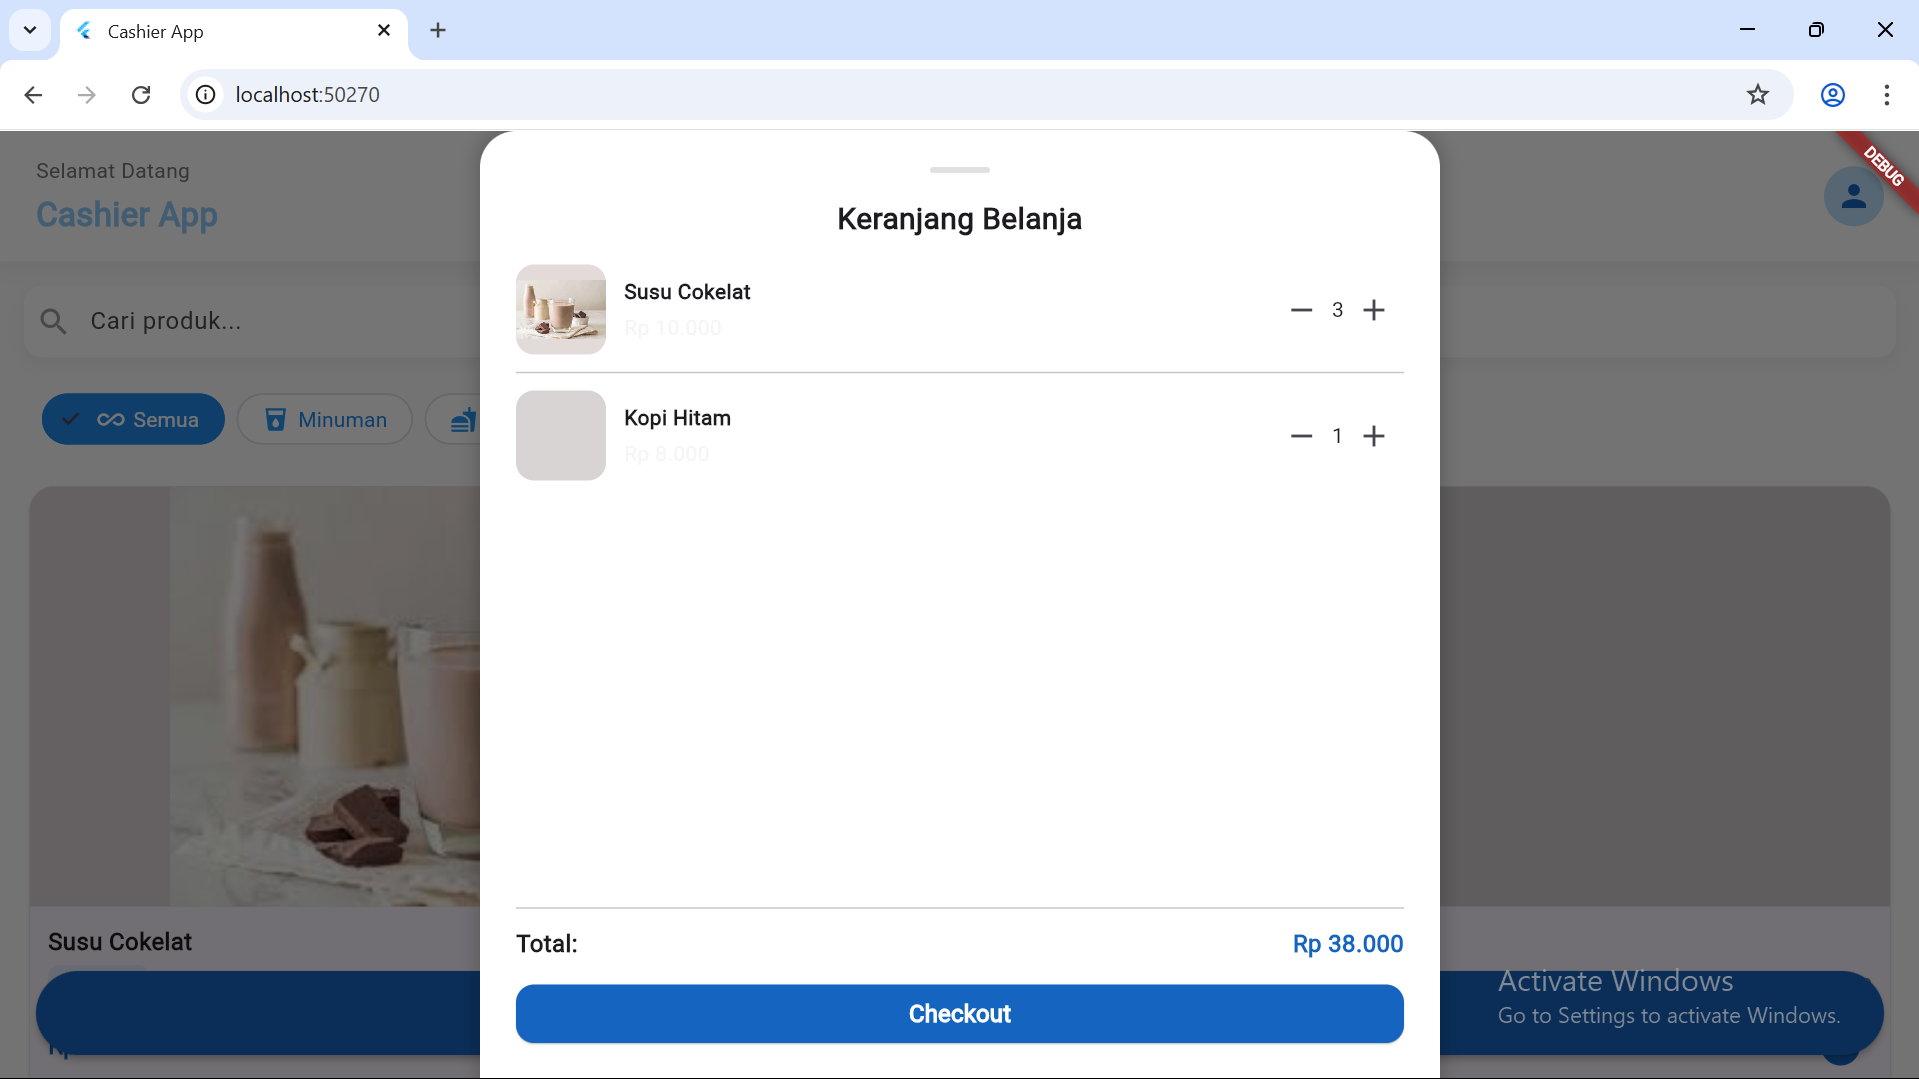 Cashier App
localhost:50270
DEBUG
Selamat Datang
Cashier App
Cari produk...
Semua
Minuman
Susu Cokelat
Keranjang Belanja
Susu Cokelat
Rp 10.000
3
Kopi Hitam
Rp 8.000
1
Total:
Rp 38.000
Checkout
Activate Windows
Go to Settings to activate Windows.